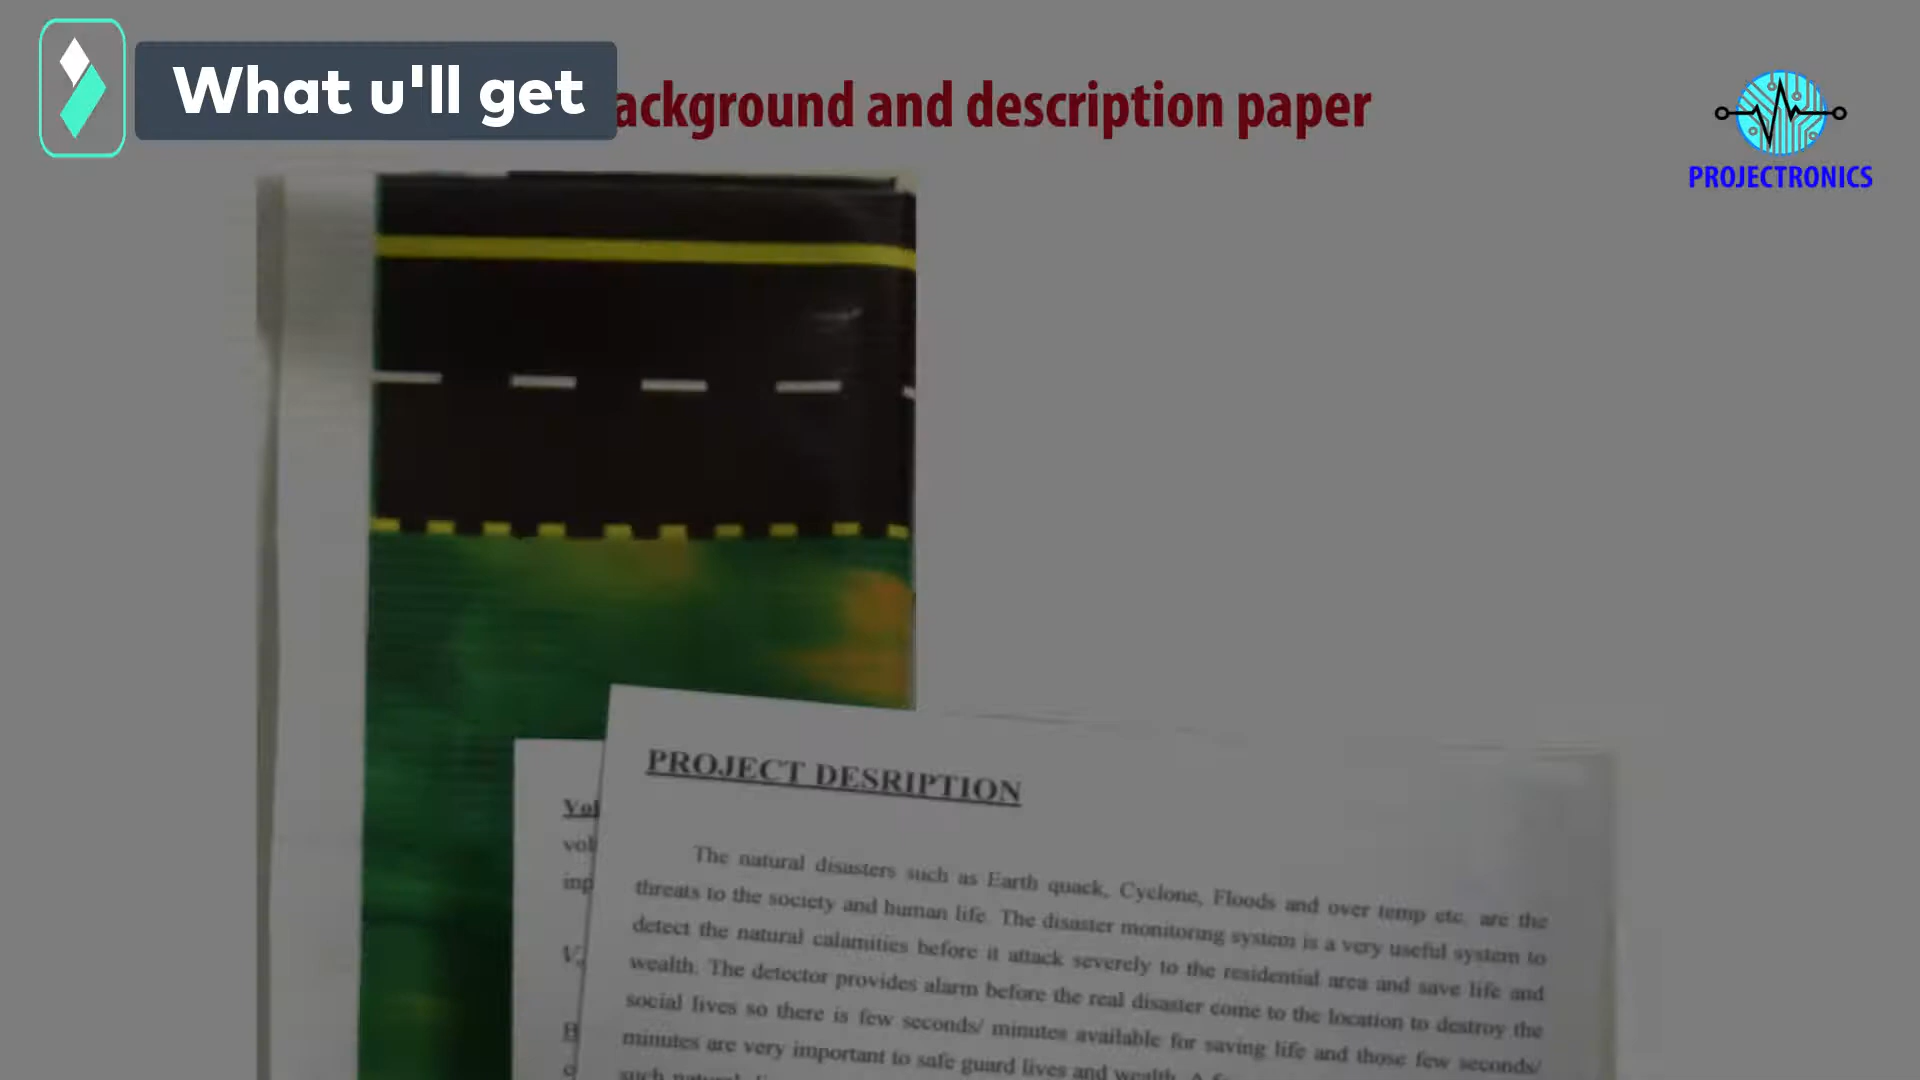 What u'll get
ackground and description paper
PROJECTRONICS
PROJECT DESRIPTION
The natural disasters such as Earth quack, Cyclone, Floods and over temp etc. are the
threats to the society and human life. The disaster monitoring system is a very useful system to
detect the natural calamities before it attack severely to the residential area and save life and
wealth. The detector provides alarm before the real disaster come to the location to destroy the
social lives so there is few seconds/ minutes available for saving life and those few seconds/
minutes are very important to safe guard lives and wealth.
such natural
Vol
vol
inp